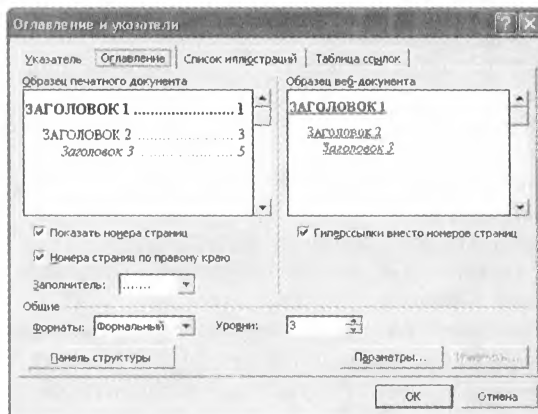 Оглавление и указатели
Указатель Оглавление Список иллюстраций Таблица ссылок
Образец печатного документа Образец веб-документа
ЗАГОЛОВОК 1 ........................ 1 ЗАГОЛОВОК 1
ЗАГОЛОВОК 2 ................... 3 ЗАГОЛОВОК 2
Заголовок 3 ................... 5 Заголовок 3
Показать номера страниц Гиперссылки вместо номеров страниц
Номера страниц по правому краю
Заполнитель: .......
Общие
Форматы: Формальный Уровни: 3
Панель структуры Параметры...
ОК Отмена